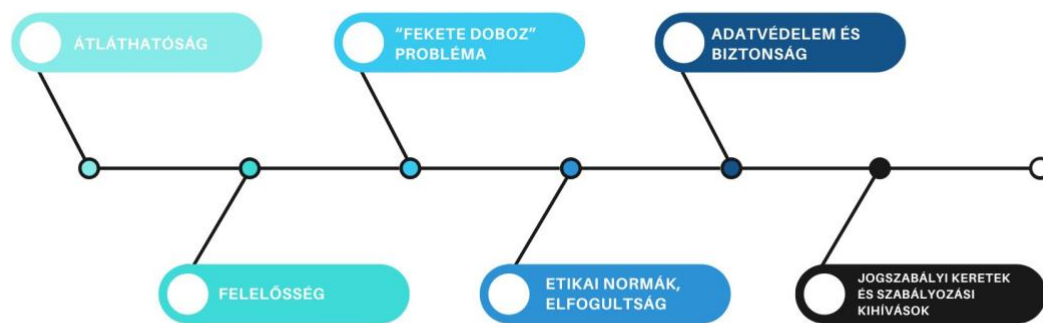 ÁTLÁTHATÓSÁG
"FEKETE DOBOZ"
PROBLÉMA
ADATVÉDELEM ÉS
BIZTONSÁG
FELELŐSSÉG
ETIKAI NORMÁK,
ELFOGULTSÁG
JOGSZABÁLYI KERETEK
ÉS SZABÁLYOZÁSI
KIHÍVÁSOK